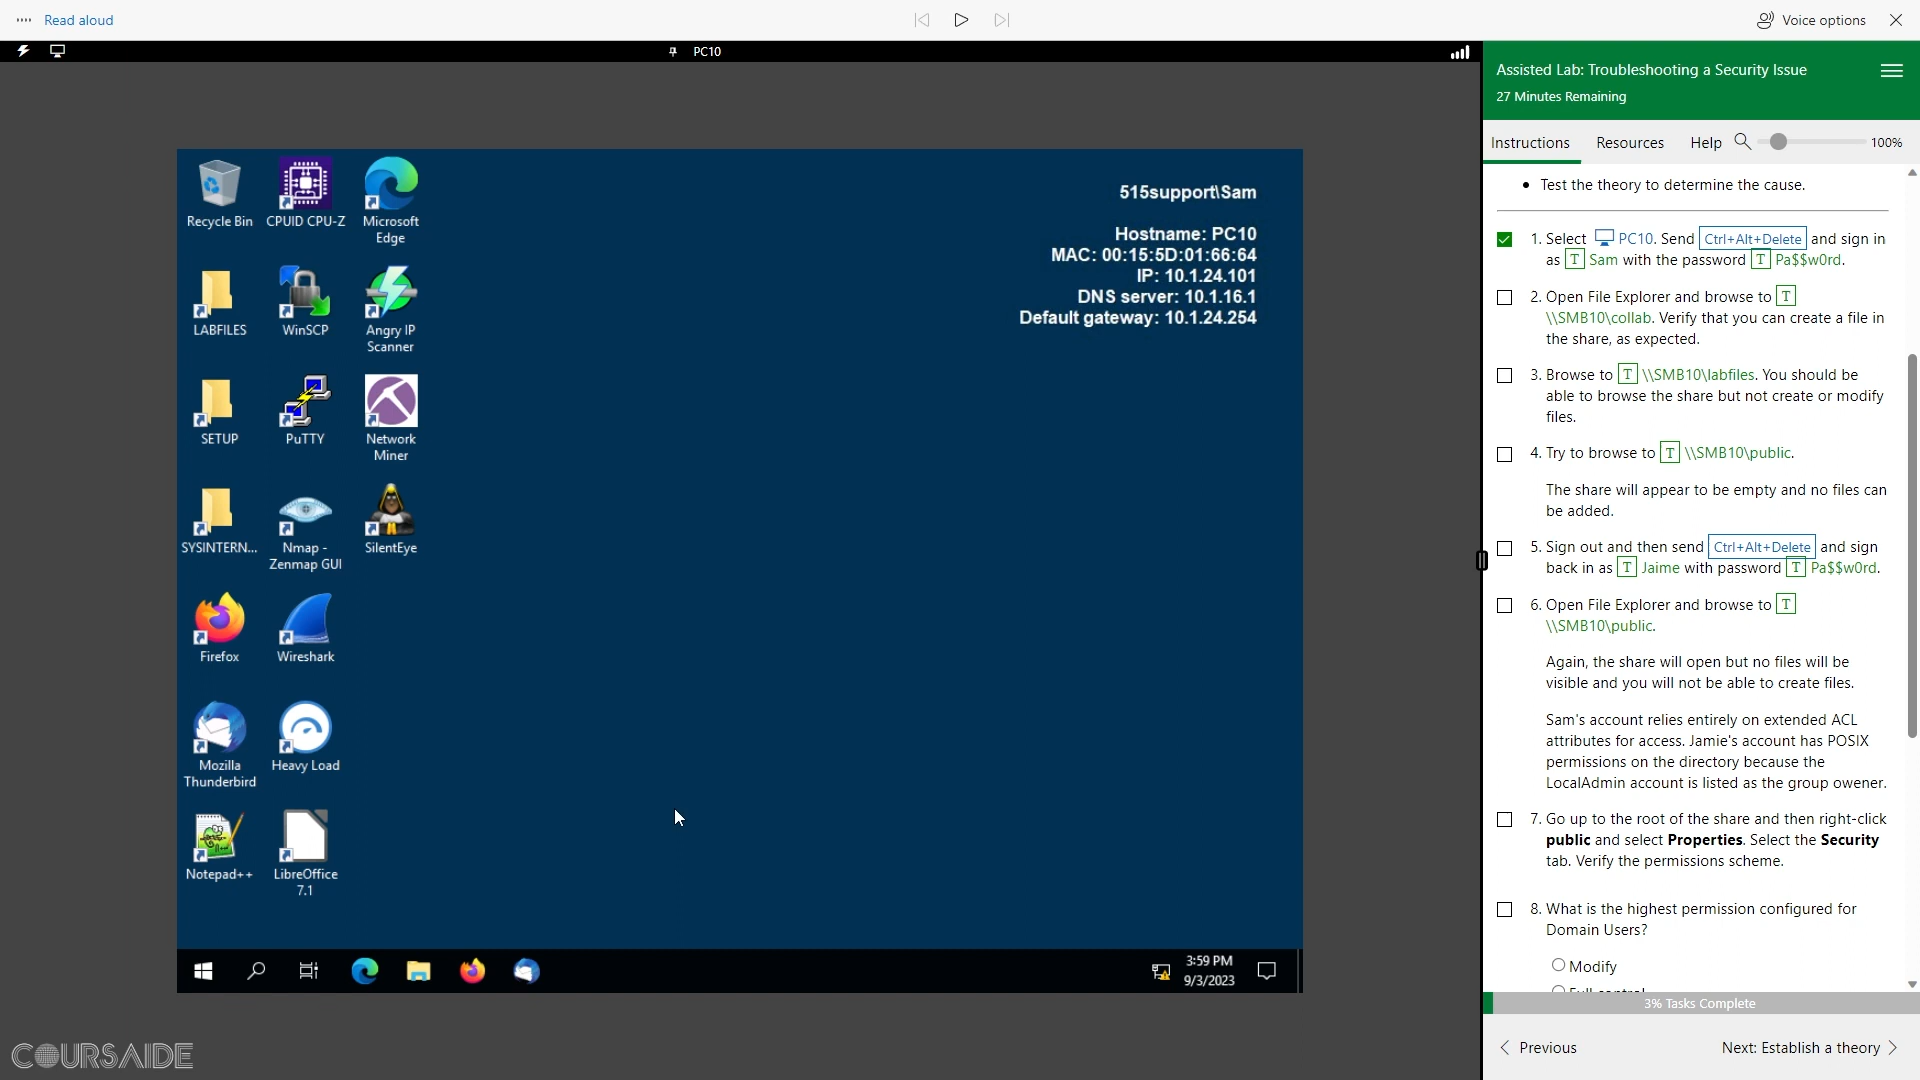 Read aloud
Voice options
PC10
Assisted Lab: Troubleshooting a Security Issue
27 Minutes Remaining
Instructions Resources Help 100%
515support\Sam
Hostname: PC10
MAC: 00:15:5D:01:66:64
IP: 10.1.24.101
DNS server: 10.1.16.1
Default gateway: 10.1.24.254
Recycle Bin
CPUID CPU-Z
Microsoft
Edge
LABFILES
WinSCP
Angry IP
Scanner
SETUP
PuTTY
Network
Miner
SYSINTERN...
Nmap -
Zenmap GUI
SilentEye
Firefox
Wireshark
Mozilla
Thunderbird
Heavy Load
Notepad++
LibreOffice
7.1
3:59 PM
9/3/2023
COURSAIDE
• Test the theory to determine the cause.
1. Select PC10. Send Ctrl+Alt+Delete and sign in
as T Sam with the password T Pa$$w0rd.
2. Open File Explorer and browse to T
\\SMB10\collab. Verify that you can create a file in
the share, as expected.
3. Browse to T \\SMB10\labfiles. You should be
able to browse the share but not create or modify
files.
4. Try to browse to T \\SMB10\public.
The share will appear to be empty and no files can
be added.
5. Sign out and then send Ctrl+Alt+Delete and sign
back in as T Jaime with password T Pa$$w0rd.
6. Open File Explorer and browse to T
\\SMB10\public.
Again, the share will open but no files will be
visible and you will not be able to create files.
Sam's account relies entirely on extended ACL
attributes for access. Jamie's account has POSIX
permissions on the directory because the
LocalAdmin account is listed as the group owener.
7. Go up to the root of the share and then right-click
public and select Properties. Select the Security
tab. Verify the permissions scheme.
8. What is the highest permission configured for
Domain Users?
Modify
Full control
3% Tasks Complete
Previous
Next: Establish a theory